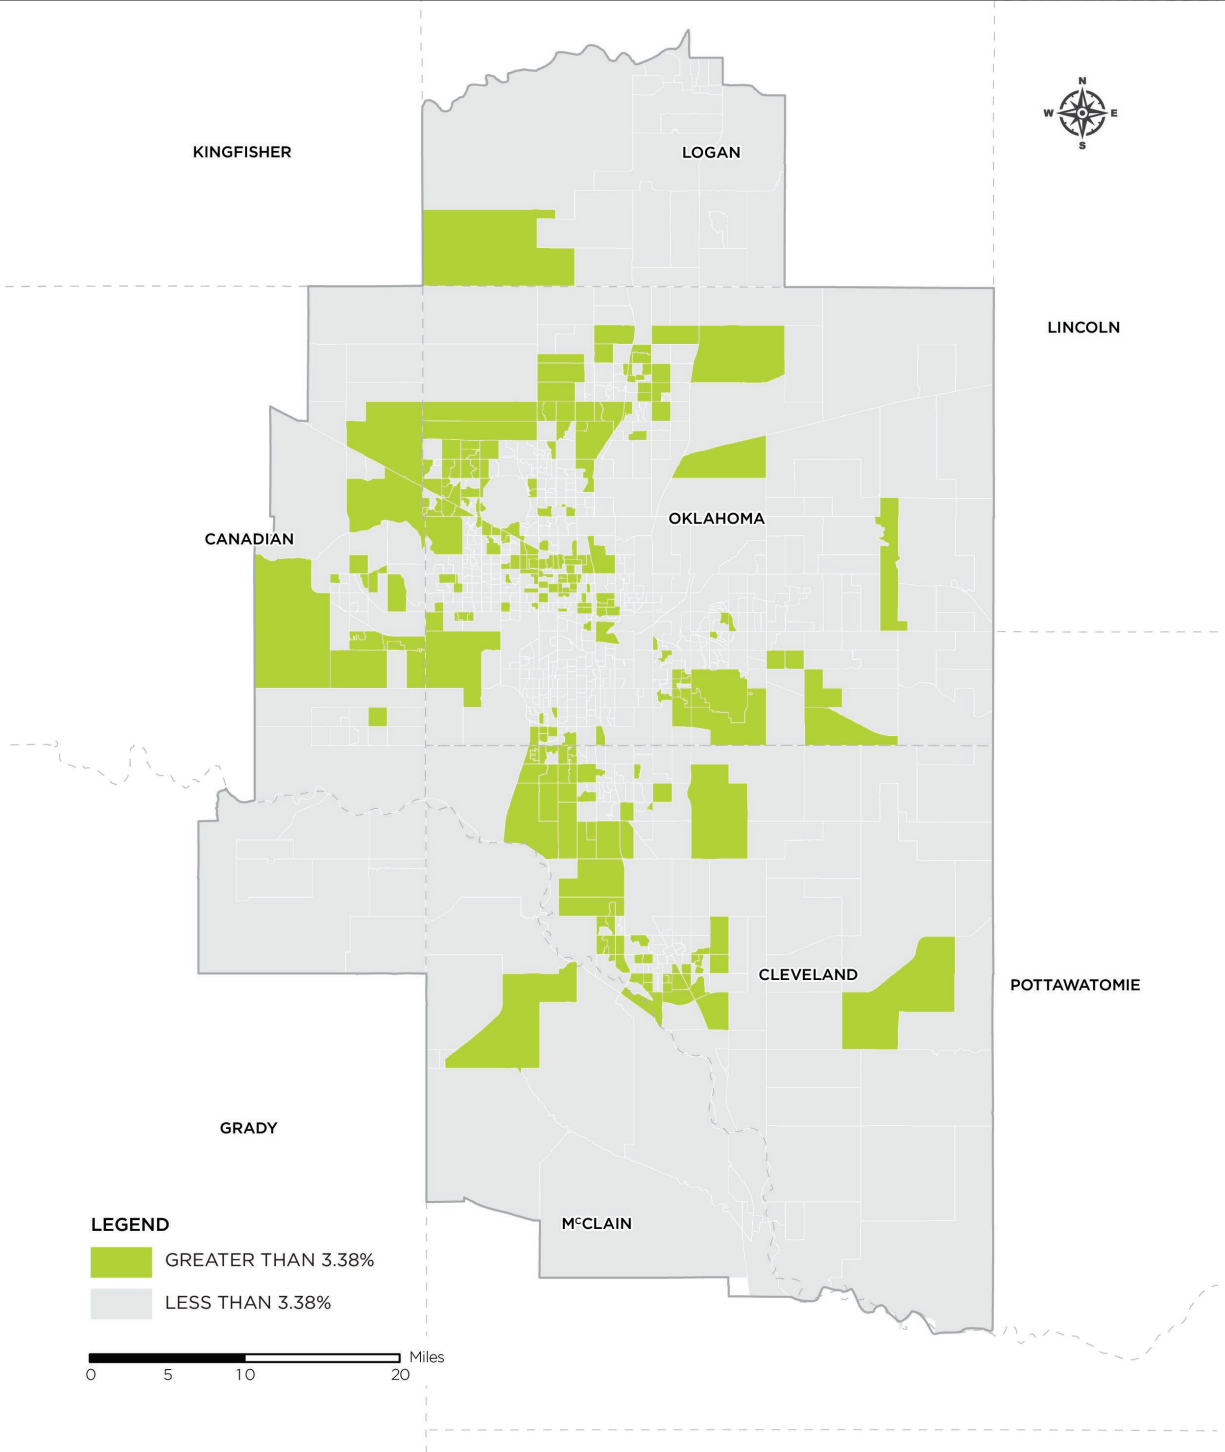 N
W E
S
KINGFISHER
LOGAN
LINCOLN
OKLAHOMA
CANADIAN
CLEVELAND
POTTAWATOMIE
GRADY
McCLAIN
LEGEND
GREATER THAN 3.38%
LESS THAN 3.38%
Miles
0 5 10 20